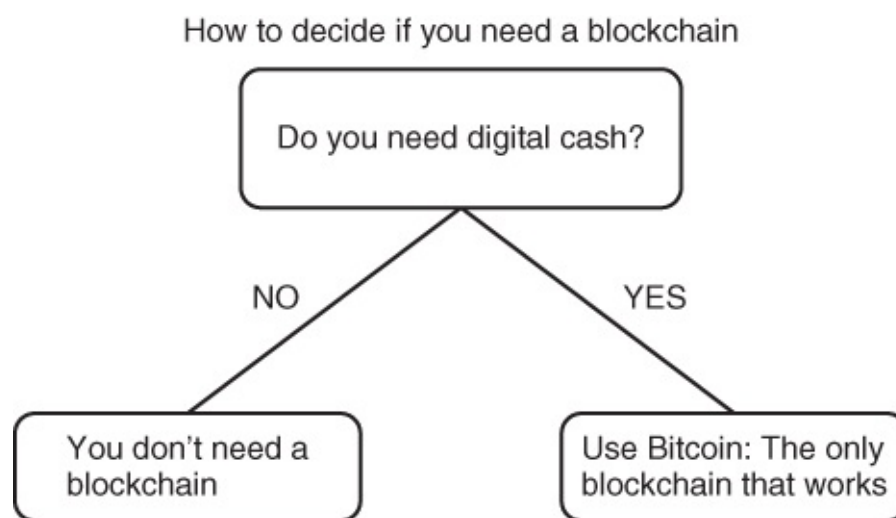 How to decide if you need a blockchain
Do you need digital cash?
NO
YES
You don’t need a
blockchain
Use Bitcoin: The only
blockchain that works